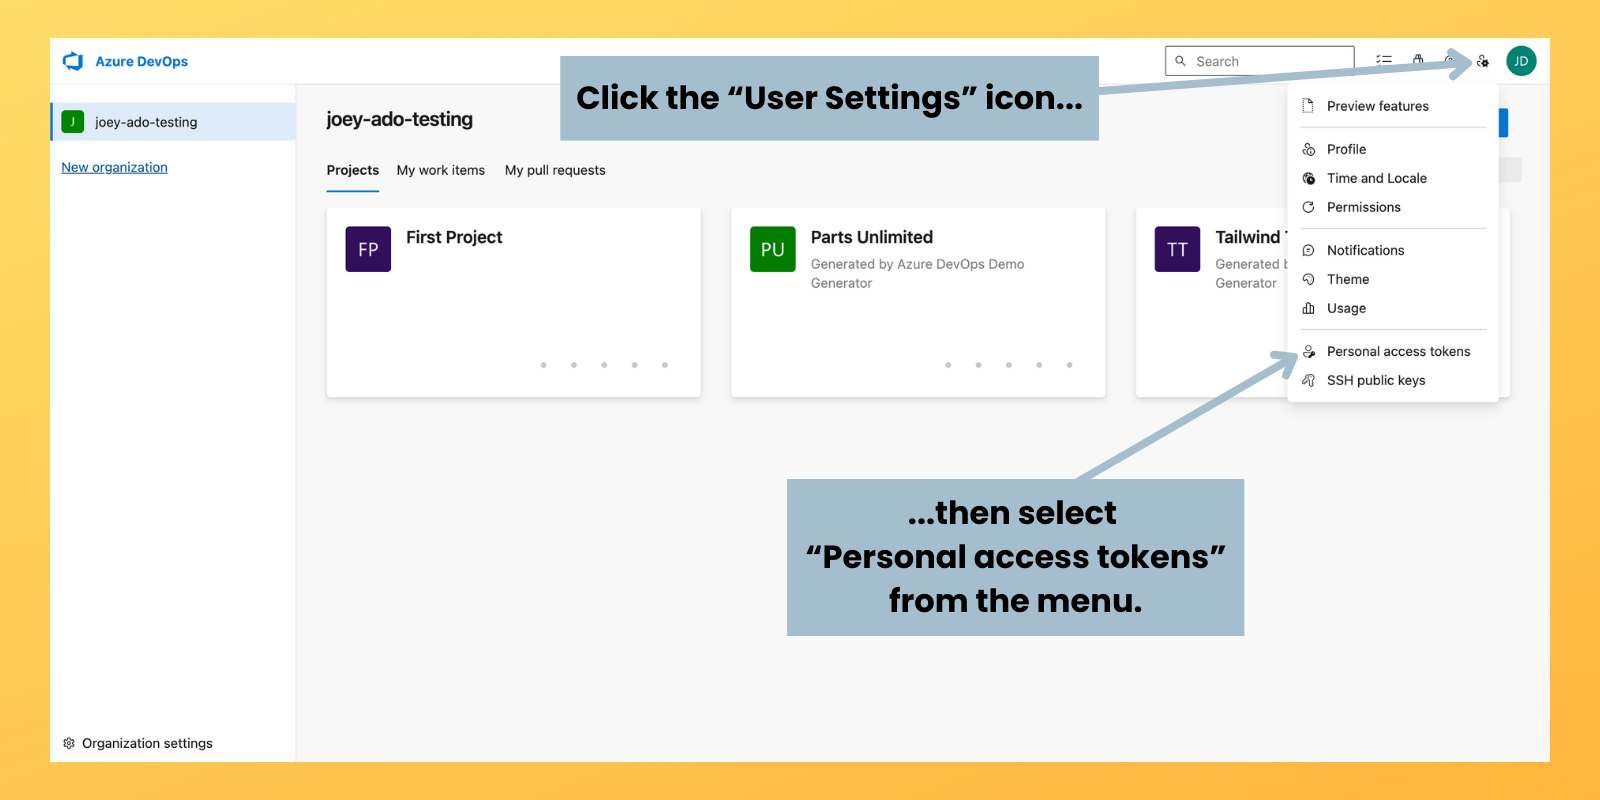 Azure DevOps
Search
JD
Click the “User Settings” icon...
J
joey-ado-testing
New organization
joey-ado-testing
Projects
My work items
My pull requests
FP
First Project
PU
Parts Unlimited
Generated by Azure DevOps Demo
Generator
TT
Tailwind
Generated
Generator
Preview features
Profile
Time and Locale
Permissions
Notifications
Theme
Usage
Personal access tokens
SSH public keys
...then select
“Personal access tokens”
from the menu.
Organization settings